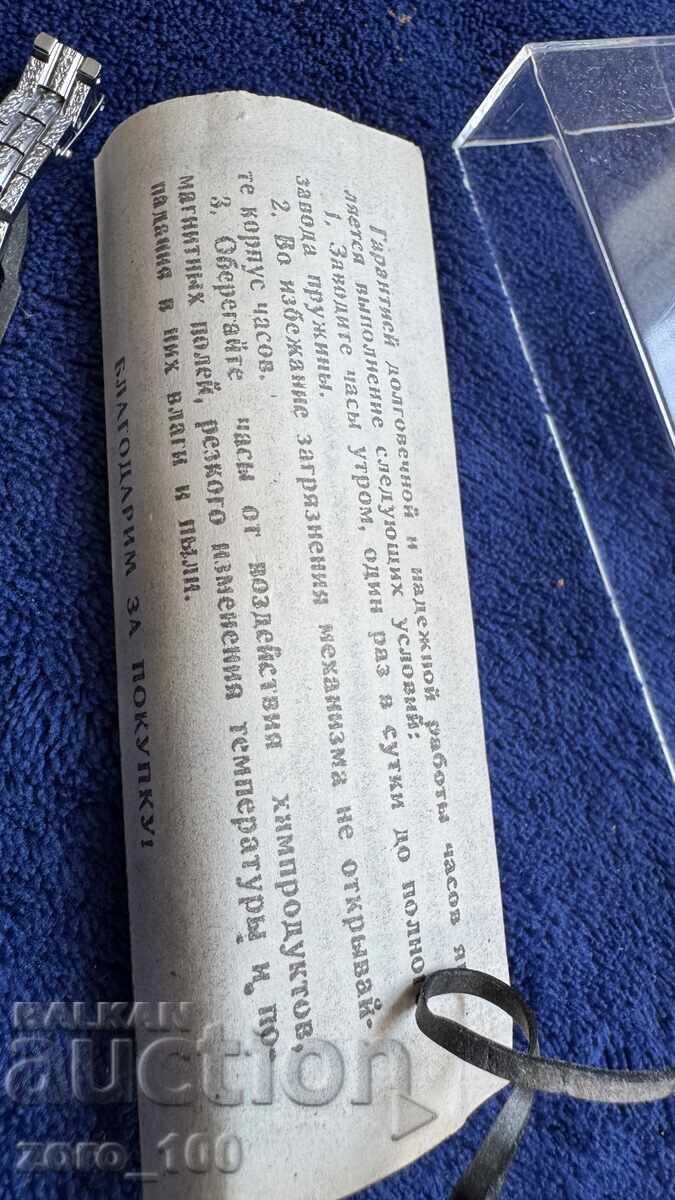 Гарантией долговечной и надежной работы часов яв
ляется выполнение следующих условий:
1. Заводите часы утром, один раз в сутки до полно
завода пружины.
2. Во избежание загрязнения механизма не открывай-
те корпус часов.
3. Оберегайте часы от воздействия химпродуктов,
магнитных полей, резкого изменения температуры и по-
падания в них влаги и пыли.
БЛАГОДАРИМ ЗА ПОКУПКУ!
BALKAN
auction
zoro_100